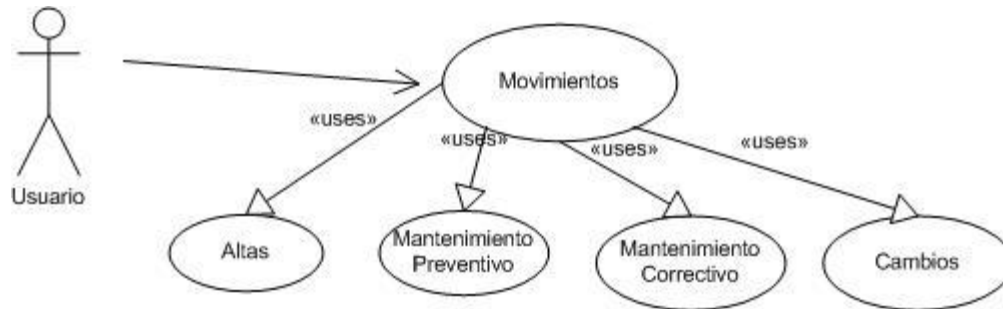 Movimientos
«uses»
«uses»
«uses»
«uses»
Usuario
Altas
Mantenimiento
Preventivo
Mantenimiento
Correctivo
Cambios